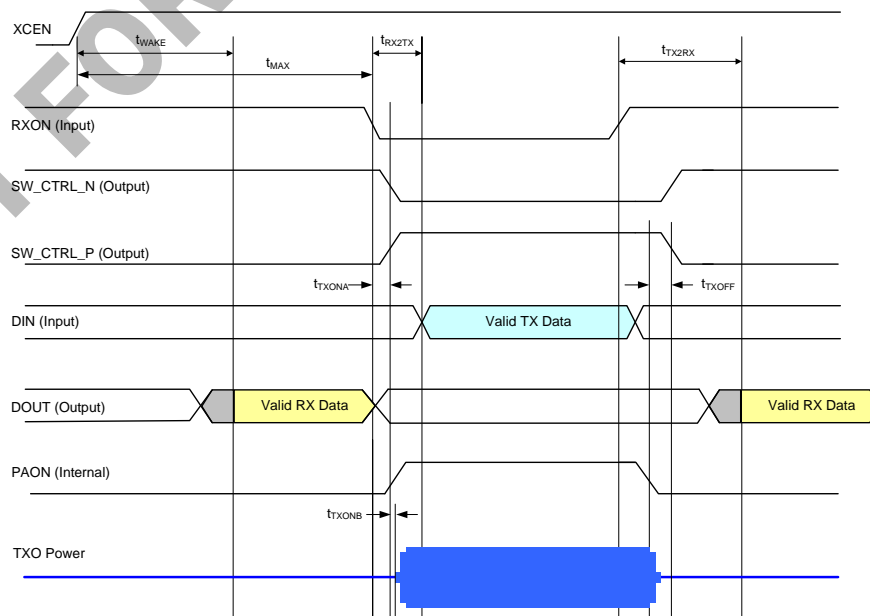 XCEN
tWAKE
tRX2TX
tTX2RX
tMAX
RXON (Input)
SW_CTRL_N (Output)
SW_CTRL_P (Output)
tTXONA
tTXOFF
DIN (Input)
Valid TX Data
DOUT (Output)
Valid RX Data
Valid RX Data
PAON (Internal)
tTXONB
TXO Power